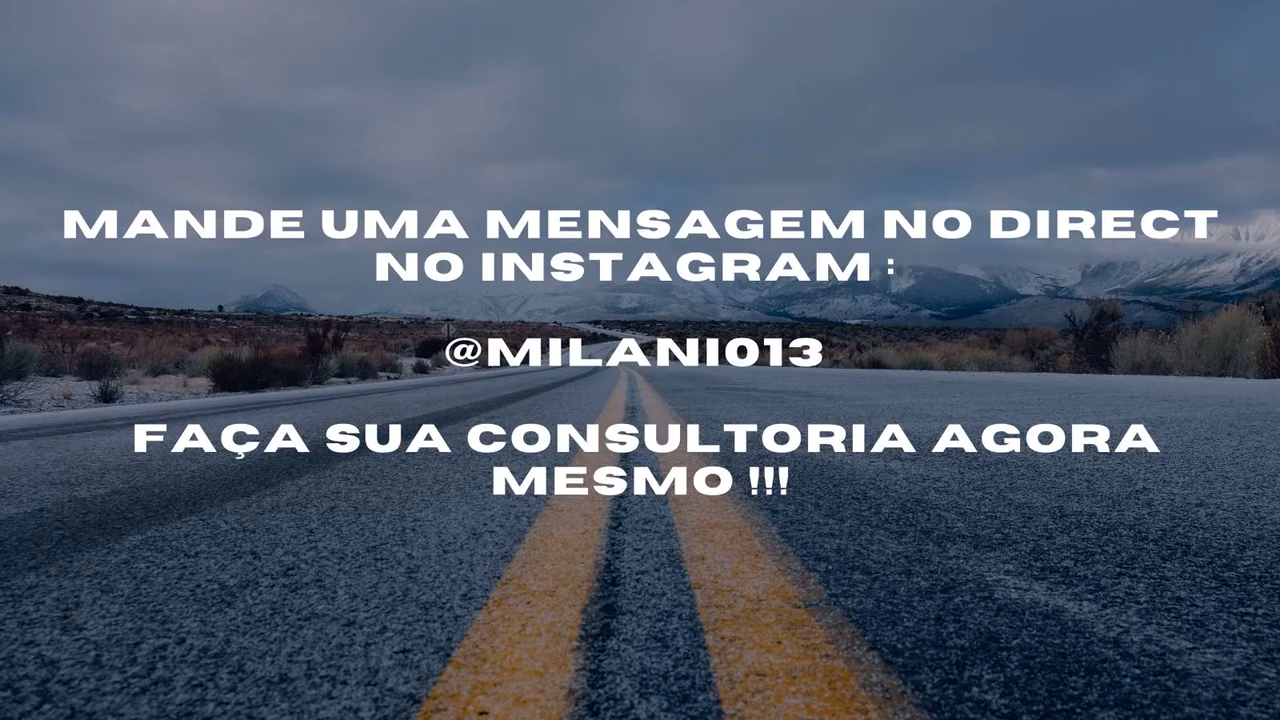 MANDE UMA MENSAGEM NO DIRECT
NO INSTAGRAM :
@MILANI013
FAÇA SUA CONSULTORIA AGORA
MESMO !!!